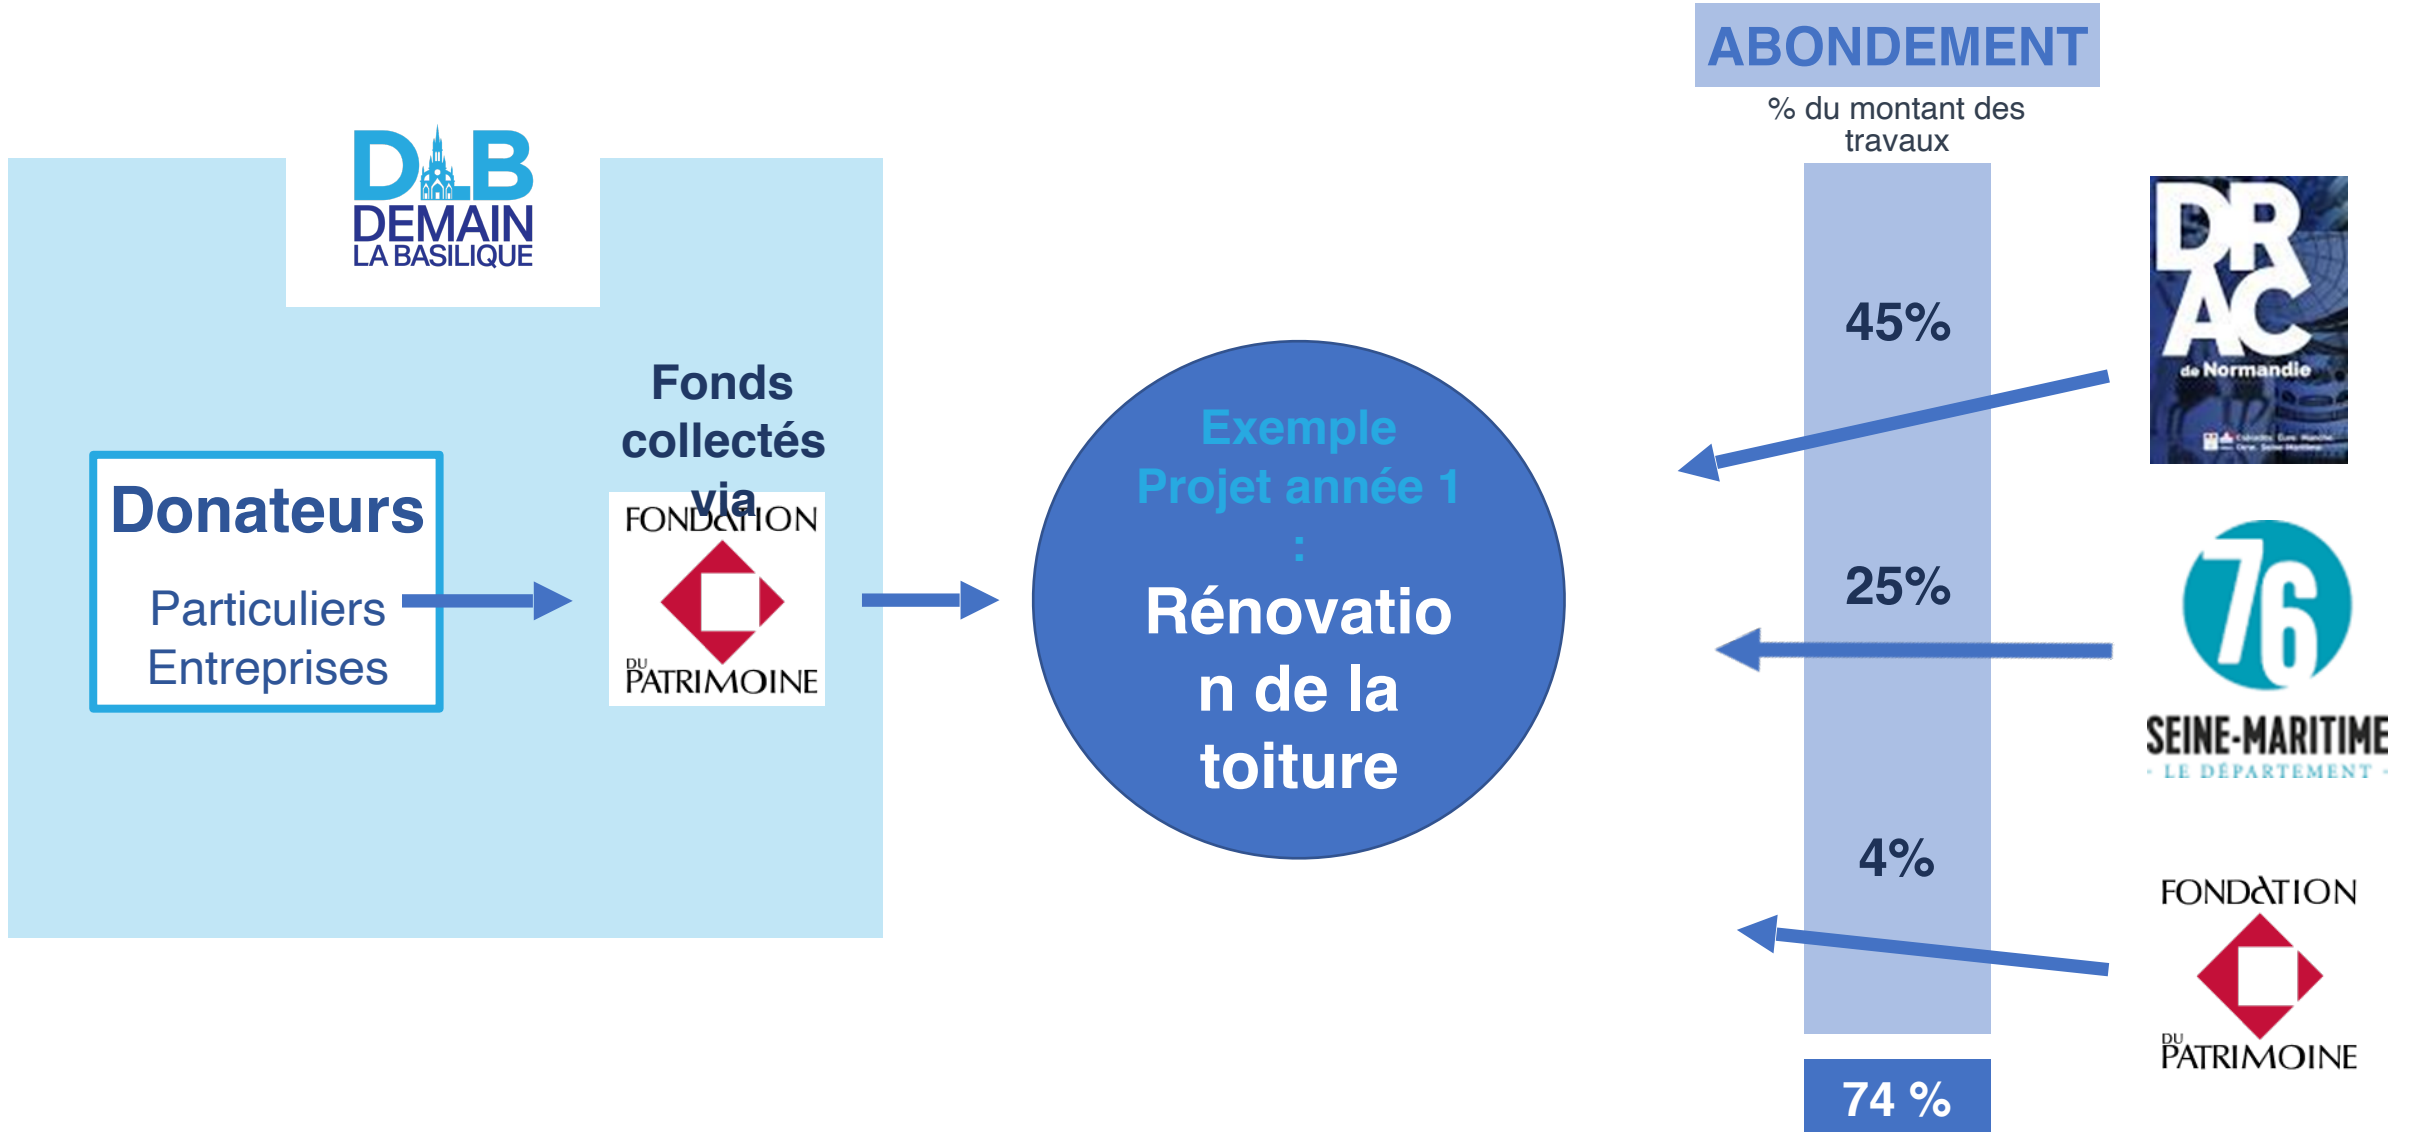 DLB
DEMAIN
LA BASILIQUE
Donateurs
Particuliers
Entreprises
Fonds
collectés
via
FONDATION
DU
PATRIMOINE
Exemple
Projet année 1
:
Rénovatio
n de la
toiture
ABONDEMENT
% du montant des
travaux
45%
25%
4%
74 %
DR
AC
de Normandie
76
SEINE-MARITIME
- LE DÉPARTEMENT -
FONDATION
DU
PATRIMOINE